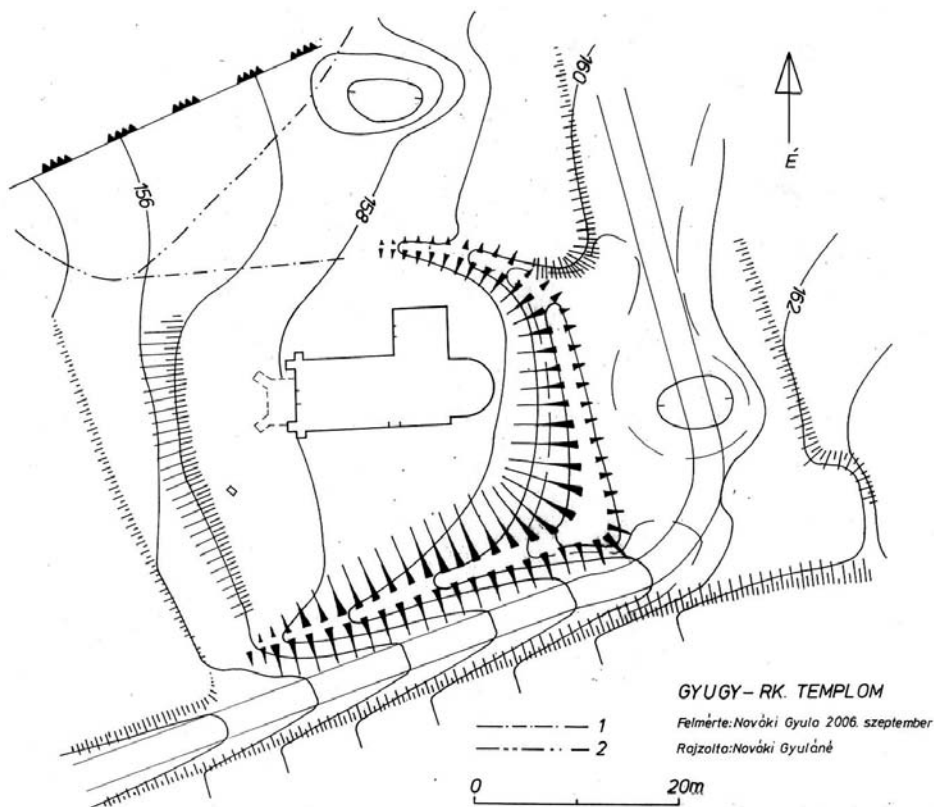 160
É
156
158
162
GYUGY – RK. TEMPLOM
Felmérte: Nováki Gyula 2006. szeptember
Rajzolta: Nováki Gyuláné
1
2
0 20m